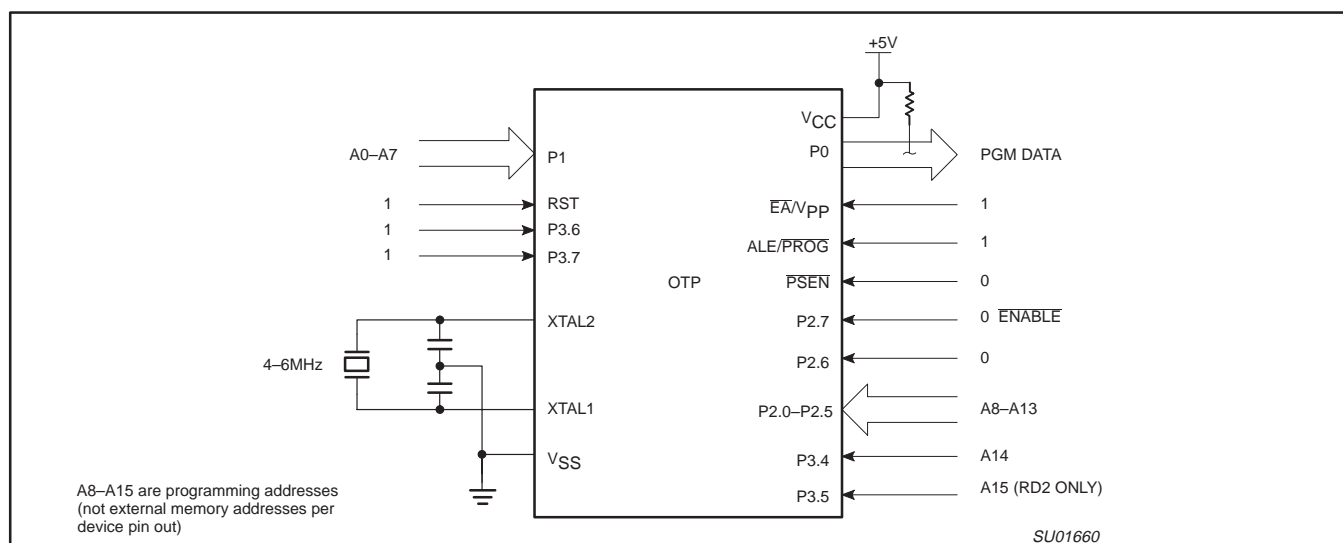 +5V
VCC
A0–A7
P1
P0
PGM DATA
1
RST
EA/VPP
1
1
P3.6
1
P3.7
ALE/PROG
1
OTP
PSEN
0
XTAL2
P2.7
0 ENABLE
4–6MHz
P2.6
0
XTAL1
P2.0–P2.5
A8–A13
VSS
P3.4
A14
P3.5
A15 (RD2 ONLY)
A8–A15 are programming addresses
(not external memory addresses per
device pin out)
SU01660